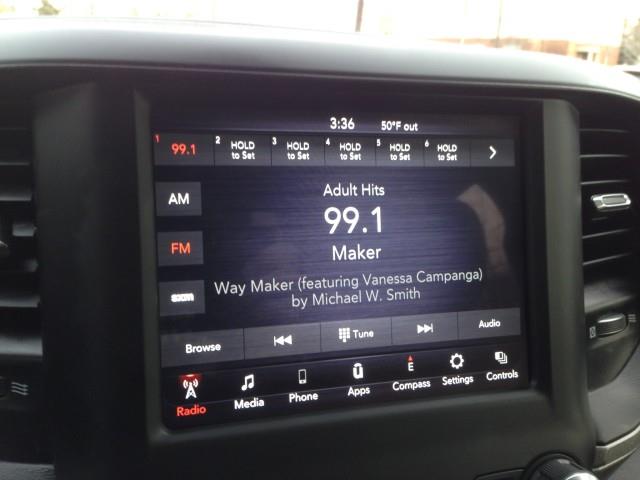 3:36 50°F out
1 99.1 2 HOLD to Set 3 HOLD to Set 4 HOLD to Set 5 HOLD to Set 6 HOLD to Set
AM
Adult Hits
99.1
FM
Maker
Way Maker (featuring Vanessa Campanga)
by Michael W. Smith
sxm
Browse Tune Audio
E
Radio Media Phone Apps Compass Settings Controls